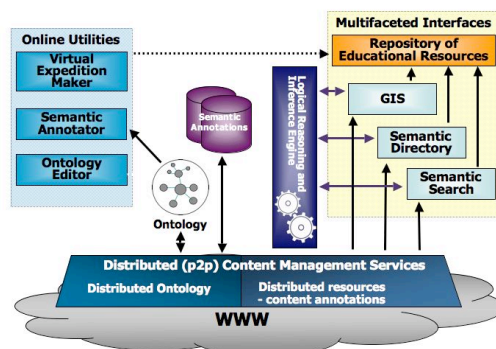 Online Utilities
Virtual
Expedition
Maker
Semantic
Annotator
Ontology
Editor
Semantic
Annotations
Ontology
Logical Reasoning and
Inference Engine
Multifaceted Interfaces
Repository of
Educational Resources
GIS
Semantic
Directory
Semantic
Search
Distributed (p2p) Content Management Services
Distributed Ontology
Distributed resources
- content annotations
WWW